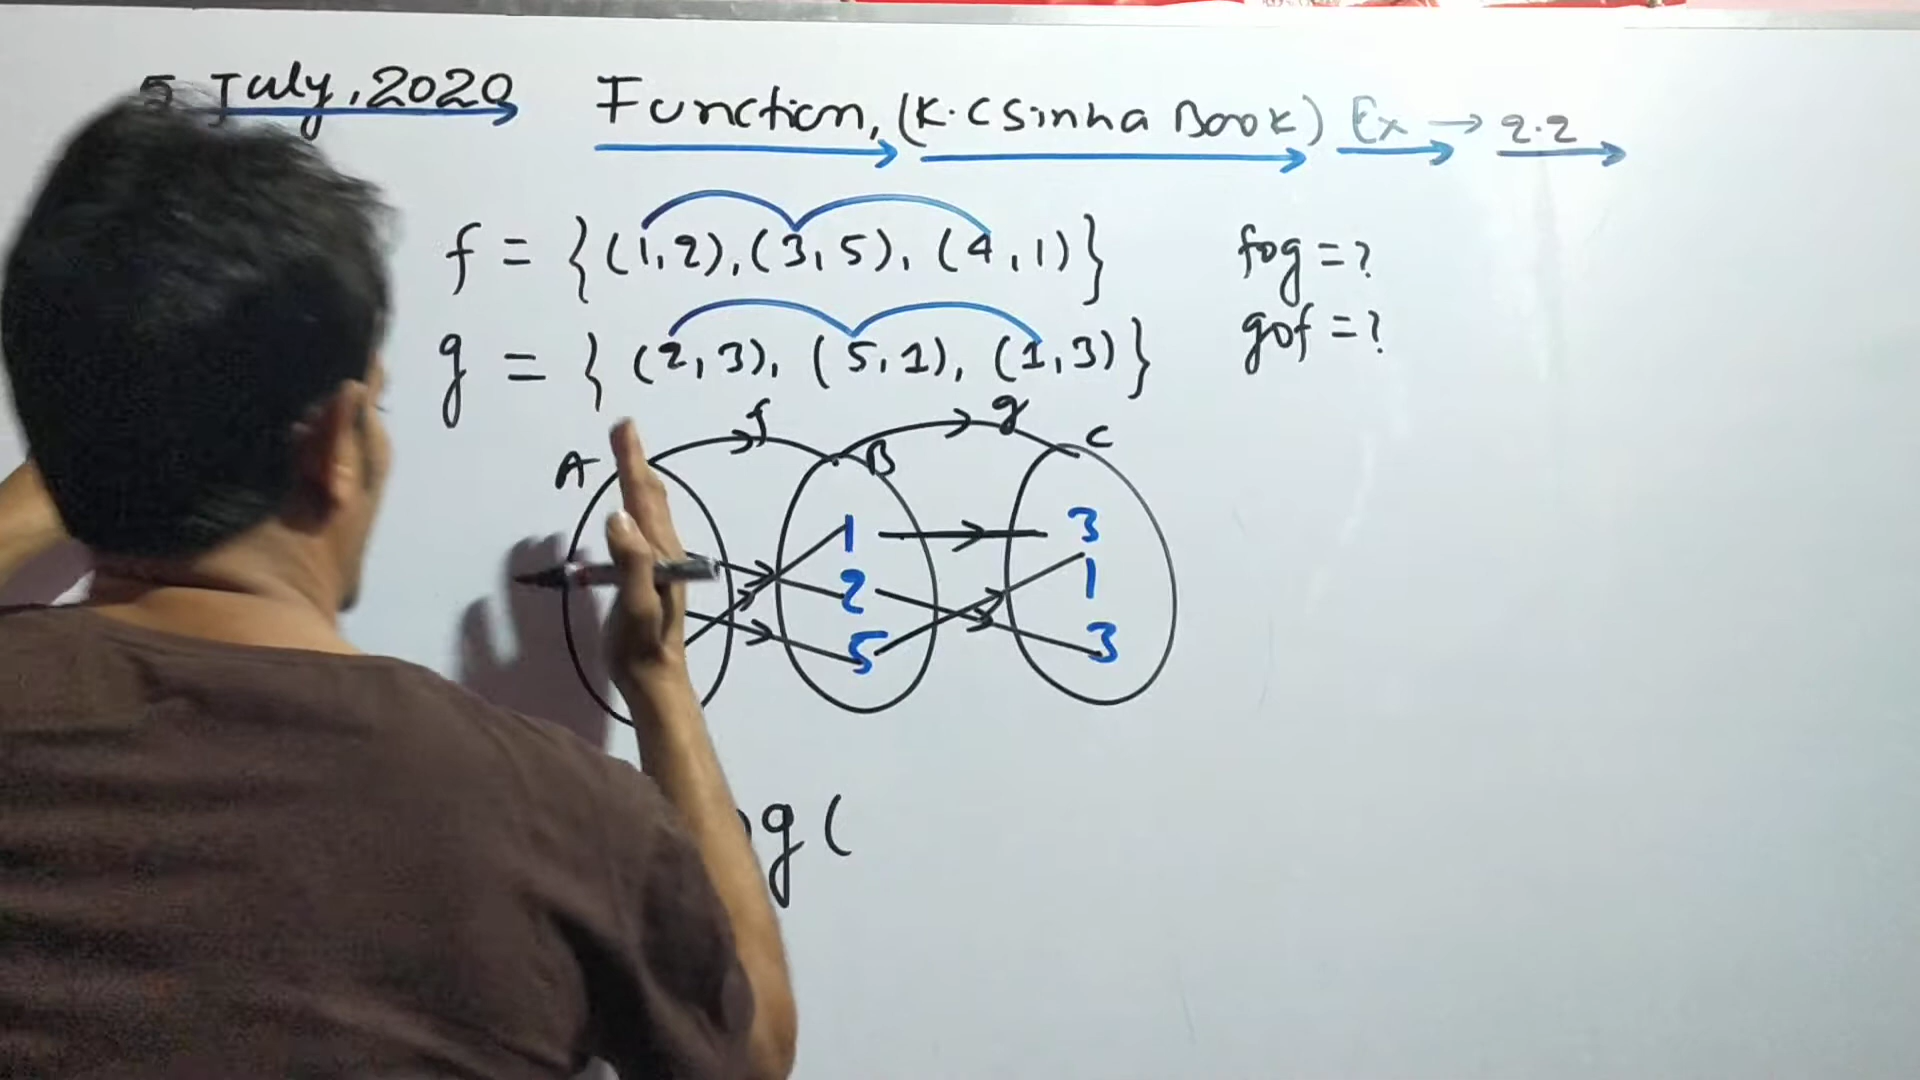 5 July, 2020 Function, (K.C Sinha Book) Ex → 2.2
f = {(1,2),(3,5),(4,1)} fog = ?
g = {(2,3),(5,1),(1,3)} gof = ?
f g
A B C
1 3
2 1
5 3
g(